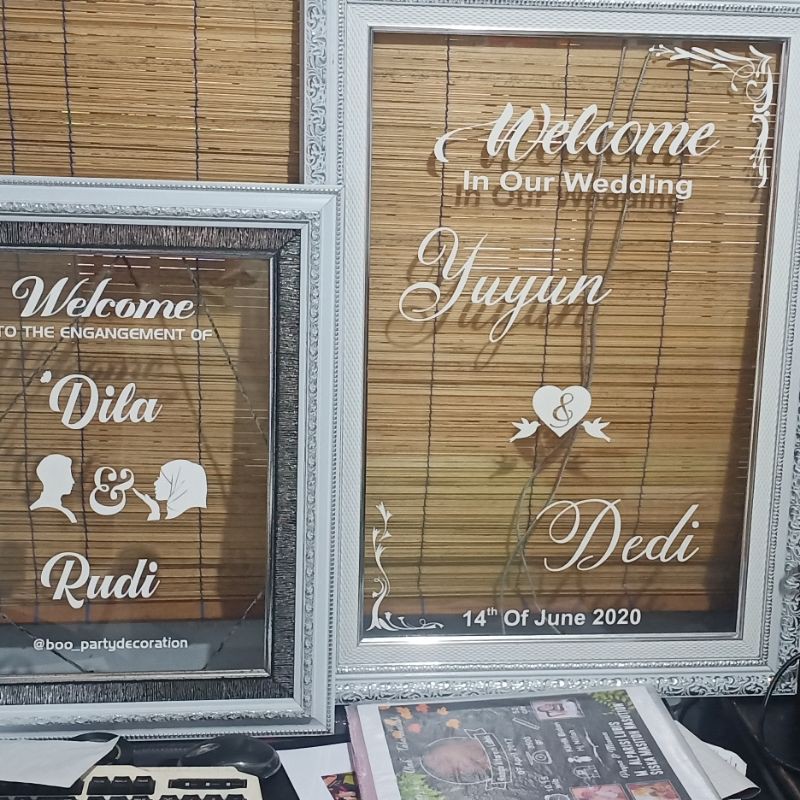 Welcome
TO THE ENGANGEMENT OF
Dila
&
Rudi
@boo_partydecoration
Welcome
In Our Wedding
Yuyun
&
Dedi
14th Of June 2020